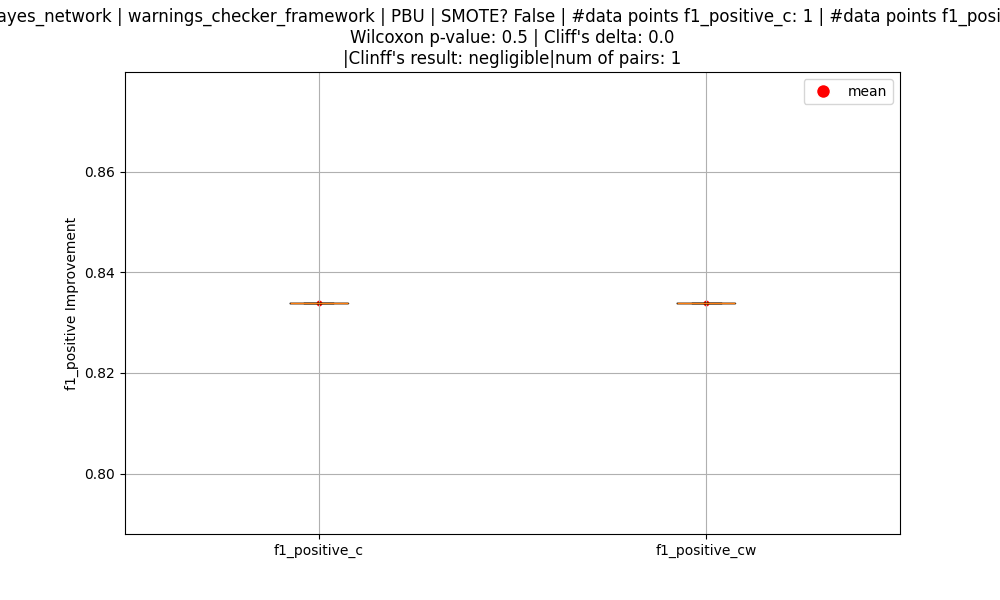 ayes_network | warnings_checker_framework | PBU | SMOTE? False | #data points f1_positive_c: 1 | #data points f1_posi
Wilcoxon p-value: 0.5 | Cliff's delta: 0.0
|Clinff's result: negligible|num of pairs: 1
mean
0.86
0.84
0.82
0.80
f1_positive Improvement
f1_positive_c f1_positive_cw